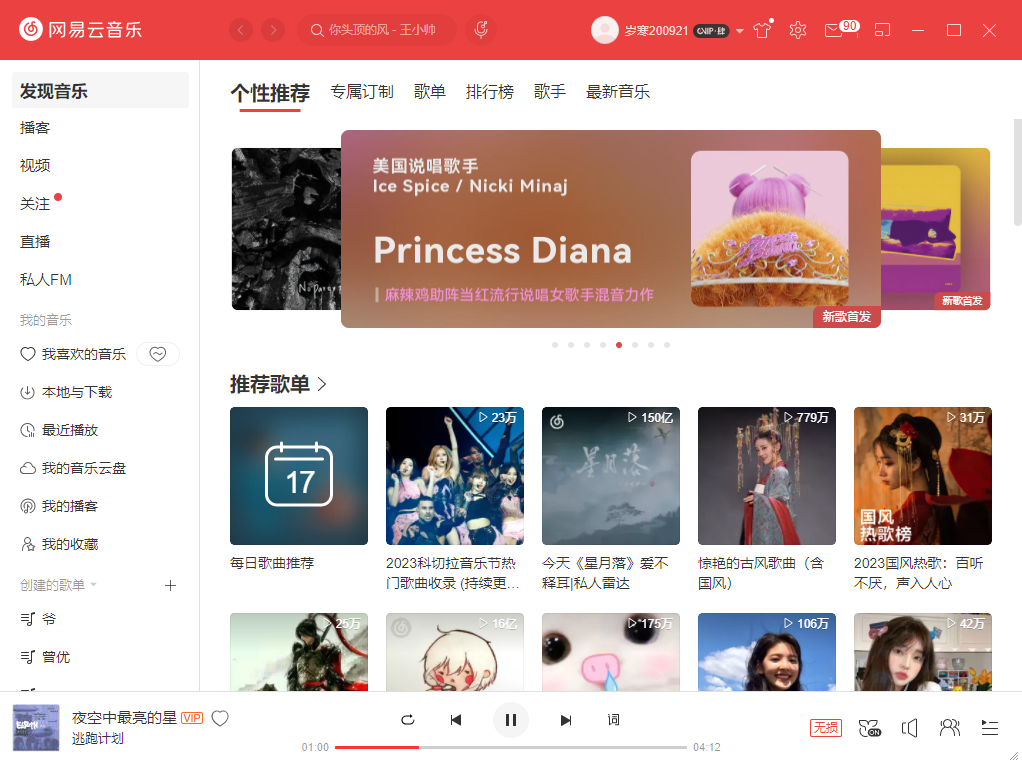 网易云音乐
你头顶的风 - 王小帅
岁寒200921
VIP·肆
90
发现音乐
播客
视频
关注
直播
私人FM
我的音乐
我喜欢的音乐
本地与下载
最近播放
我的音乐云盘
我的播客
我的收藏
创建的歌单
爷
曾优
个性推荐
专属订制
歌单
排行榜
歌手
最新音乐
美国说唱歌手
Ice Spice / Nicki Minaj
Princess Diana
麻辣鸡助阵当红流行说唱女歌手混音力作
新歌首发
新歌首发
推荐歌单
17
每日歌曲推荐
23万
2023科切拉音乐节热
门歌曲收录 (持续更...
150亿
星月落
今天《星月落》爱不
释耳|私人雷达
779万
惊艳的古风歌曲（含
国风）
31万
国风
热歌榜
2023国风热歌：百听
不厌，声入人心
25万
16亿
175万
106万
42万
EARTH
夜空中最亮的星
VIP
逃跑计划
词
01:00
04:12
无损
ON